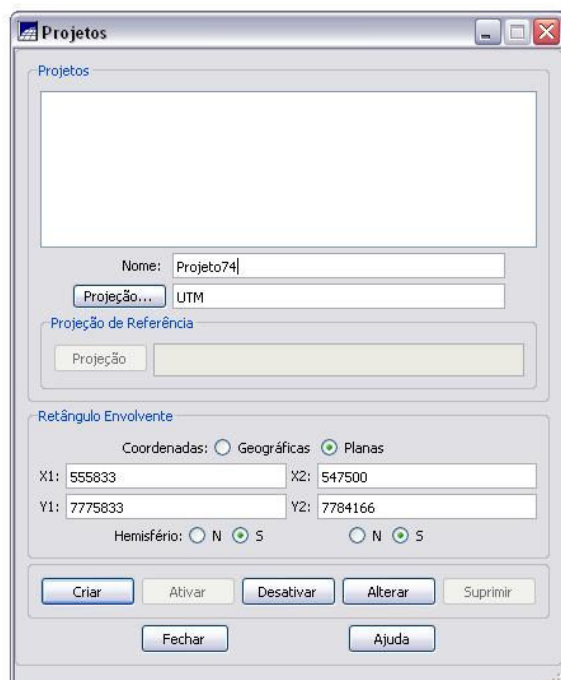 Projetos
Projetos
Nome: Projeto74
Projeção... UTM
Projeção de Referência
Projeção
Retângulo Envolvente
Coordenadas: Geográficas Planas
X1: 555833 X2: 547500
Y1: 7775833 Y2: 7784166
Hemisfério: N S N S
Criar Ativar Desativar Alterar Suprimir
Fechar Ajuda